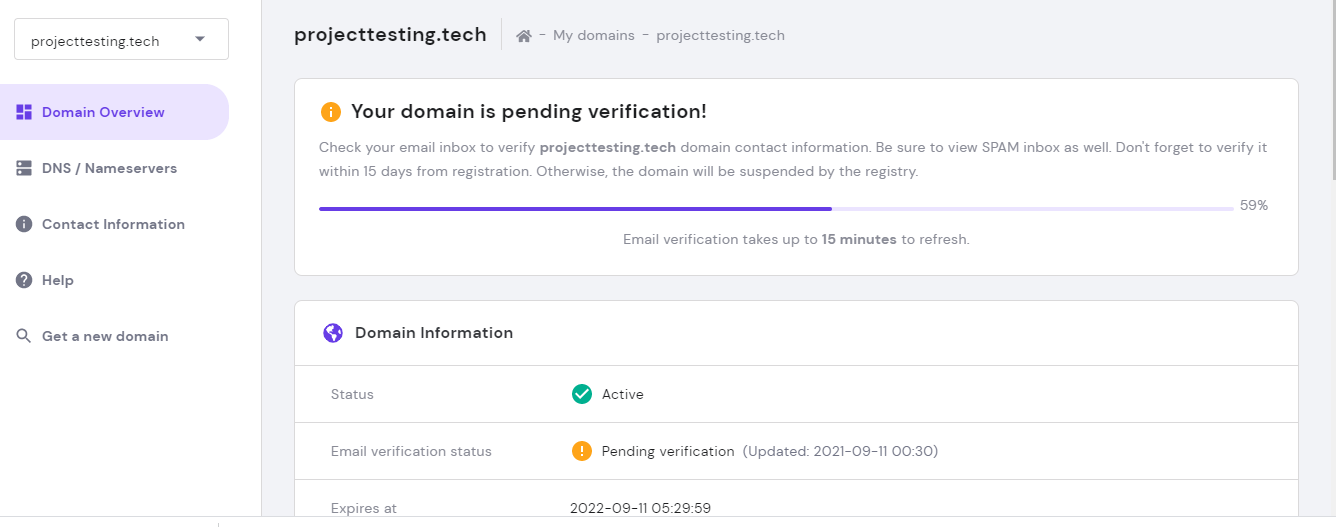 projecttesting.tech
Domain Overview
DNS / Nameservers
Contact Information
Help
Get a new domain
projecttesting.tech – My domains – projecttesting.tech
Your domain is pending verification!
Check your email inbox to verify projecttesting.tech domain contact information. Be sure to view SPAM inbox as well. Don't forget to verify it
within 15 days from registration. Otherwise, the domain will be suspended by the registry.
59%
Email verification takes up to 15 minutes to refresh.
Domain Information
Status Active
Email verification status Pending verification (Updated: 2021-09-11 00:30)
Expires at 2022-09-11 05:29:59